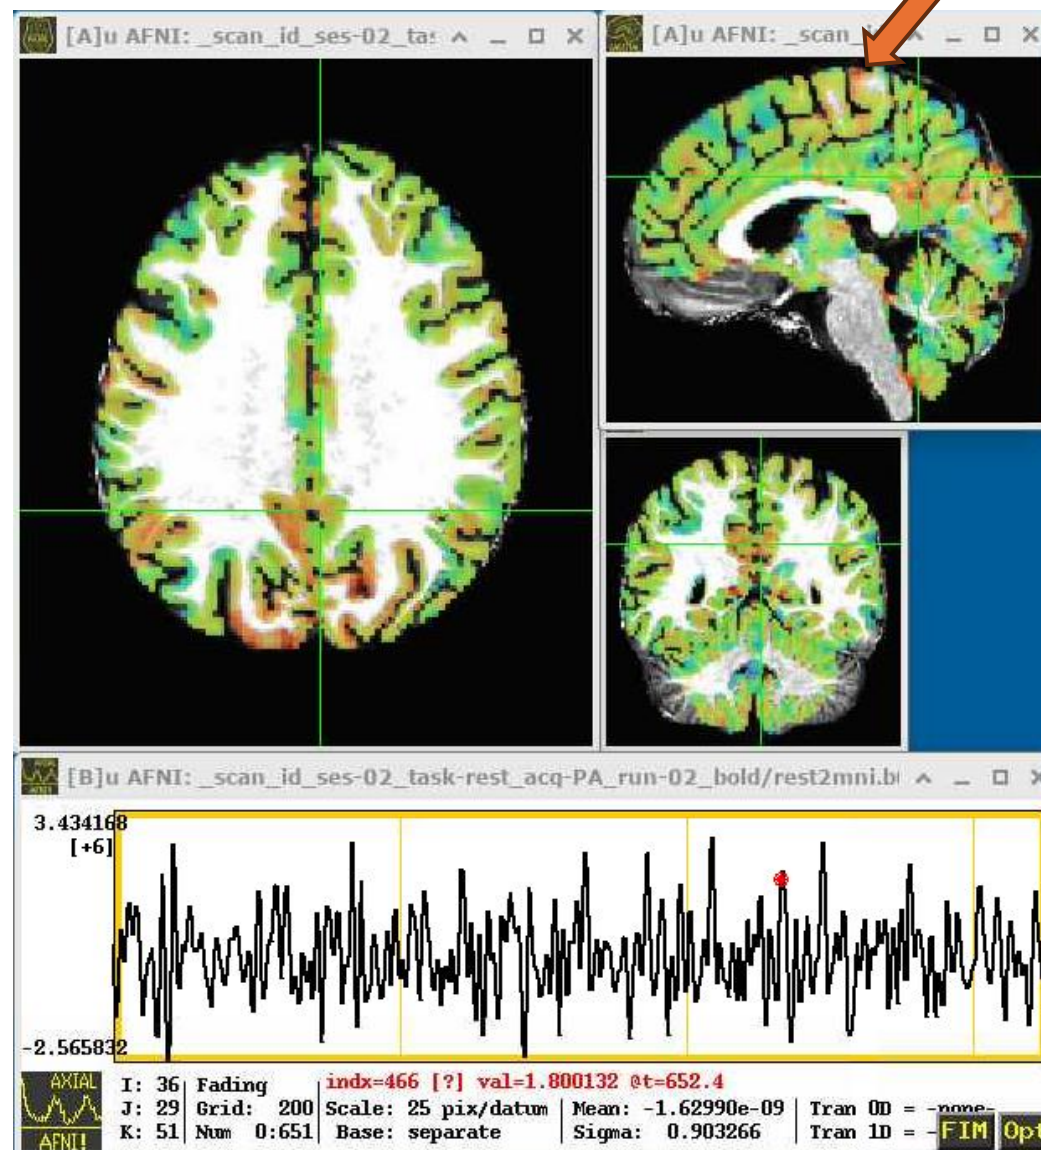 [A]u AFNI: _scan_id_ses-02_tas
[A]u AFNI: _scan_i
[B]u AFNI: _scan_id_ses-02_task-rest_acq-PA_run-02_bold/rest2mni.b
3.434168
[+6]
-2.565832
AXIAL
AFNI!
I: 36
J: 29
K: 51
Fading
Grid: 200
Num 0:651
indx=466 [?] val=1.800132 @t=652.4
Scale: 25 pix/datum
Base: separate
Mean: -1.62990e-09
Sigma: 0.903266
Tran 0D = -none-
Tran 1D = -
FIM
Opt